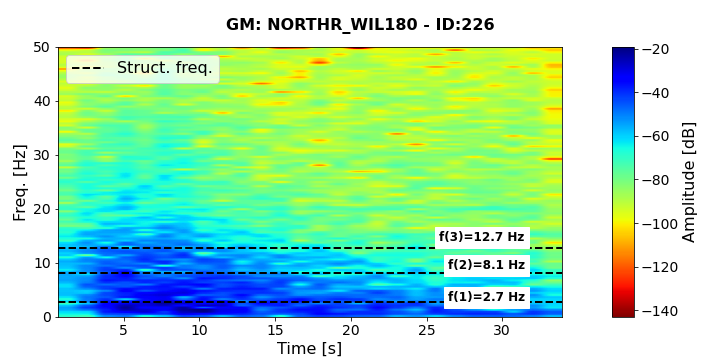 GM: NORTHR_WIL180 - ID:226
50
40
30
20
10
0
Freq. [Hz]
Struct. freq.
f(3)=12.7 Hz
f(2)=8.1 Hz
f(1)=2.7 Hz
5 10 15 20 25 30
Time [s]
−20
−40
−60
−80
−100
−120
−140
Amplitude [dB]